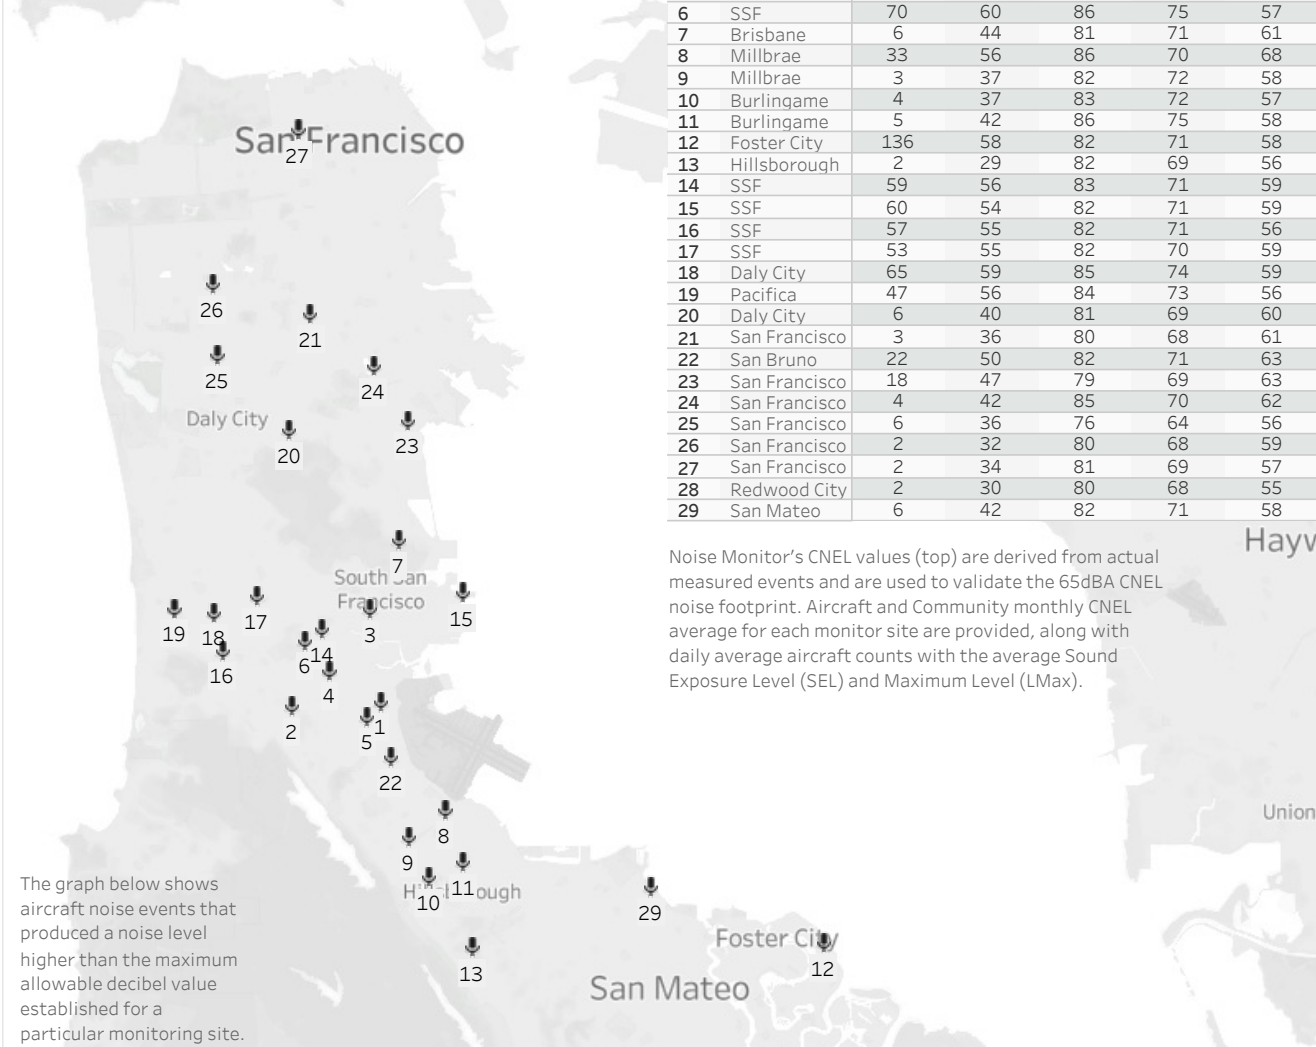 6 SSF 70 60 86 75 57
7 Brisbane 6 44 81 71 61
8 Millbrae 33 56 86 70 68
9 Millbrae 3 37 82 72 58
10 Burlingame 4 37 83 72 57
11 Burlingame 5 42 86 75 58
12 Foster City 136 58 82 71 58
13 Hillsborough 2 29 82 69 56
14 SSF 59 56 83 71 59
15 SSF 60 54 82 71 59
16 SSF 57 55 82 71 56
17 SSF 53 55 82 70 59
18 Daly City 65 59 85 74 59
19 Pacifica 47 56 84 73 56
20 Daly City 6 40 81 69 60
21 San Francisco 3 36 80 68 61
22 San Bruno 22 50 82 71 63
23 San Francisco 18 47 79 69 63
24 San Francisco 4 42 85 70 62
25 San Francisco 6 36 76 64 56
26 San Francisco 2 32 80 68 59
27 San Francisco 2 34 81 69 57
28 Redwood City 2 30 80 68 55
29 San Mateo 6 42 82 71 58
Noise Monitor's CNEL values (top) are derived from actual
measured events and are used to validate the 65dBA CNEL
noise footprint. Aircraft and Community monthly CNEL
average for each monitor site are provided, along with
daily average aircraft counts with the average Sound
Exposure Level (SEL) and Maximum Level (LMax).
San Francisco
27
26
21
25
24
Daly City
23
20
7
South San
Francisco
15
3
17
19
18
14
6
16
4
2
1
5
22
8
9
11
Hillsborough
10
29
13
Foster City
12
San Mateo
Hayw
Union
The graph below shows
aircraft noise events that
produced a noise level
higher than the maximum
allowable decibel value
established for a
particular monitoring site.